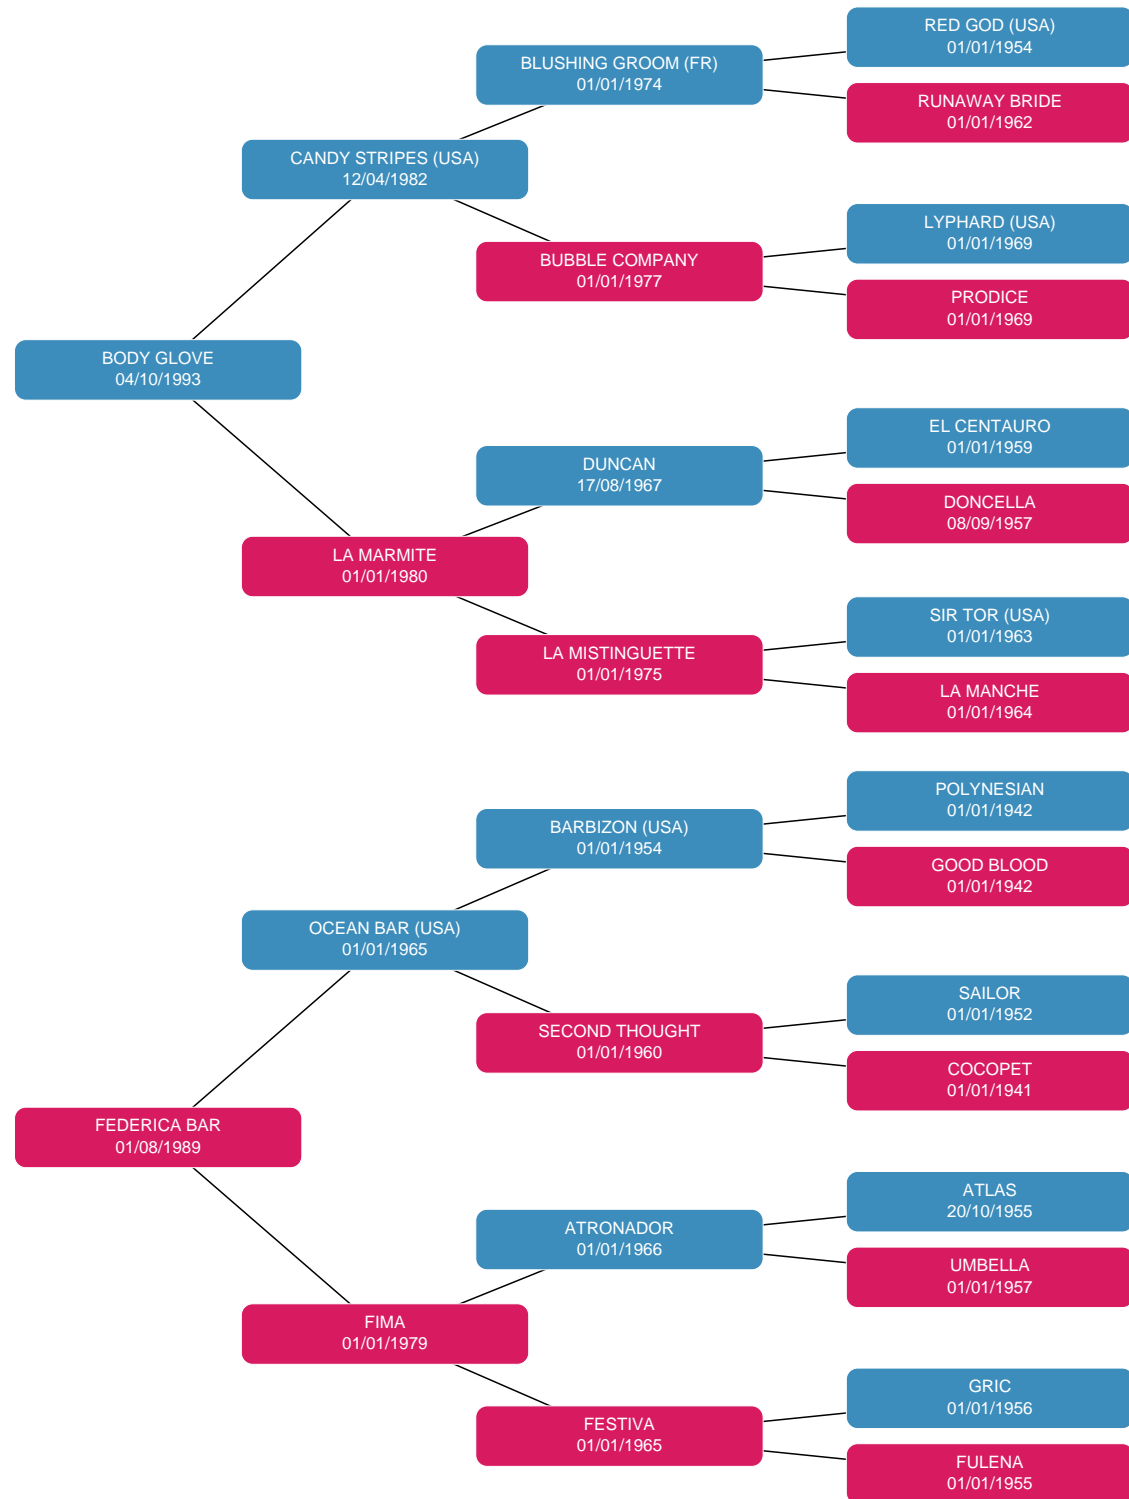 RED GOD (USA)
01/01/1954
BLUSHING GROOM (FR)
01/01/1974
RUNAWAY BRIDE
01/01/1962
CANDY STRIPES (USA)
12/04/1982
LYPHARD (USA)
01/01/1969
BUBBLE COMPANY
01/01/1977
PRODICE
01/01/1969
BODY GLOVE
04/10/1993
EL CENTAURO
01/01/1959
DUNCAN
17/08/1967
DONCELLA
08/09/1957
LA MARMITE
01/01/1980
SIR TOR (USA)
01/01/1963
LA MISTINGUETTE
01/01/1975
LA MANCHE
01/01/1964
POLYNESIAN
01/01/1942
BARBIZON (USA)
01/01/1954
GOOD BLOOD
01/01/1942
OCEAN BAR (USA)
01/01/1965
SAILOR
01/01/1952
SECOND THOUGHT
01/01/1960
COCOPET
01/01/1941
FEDERICA BAR
01/08/1989
ATLAS
20/10/1955
ATRONADOR
01/01/1966
UMBELLA
01/01/1957
FIMA
01/01/1979
GRIC
01/01/1956
FESTIVA
01/01/1965
FULENA
01/01/1955